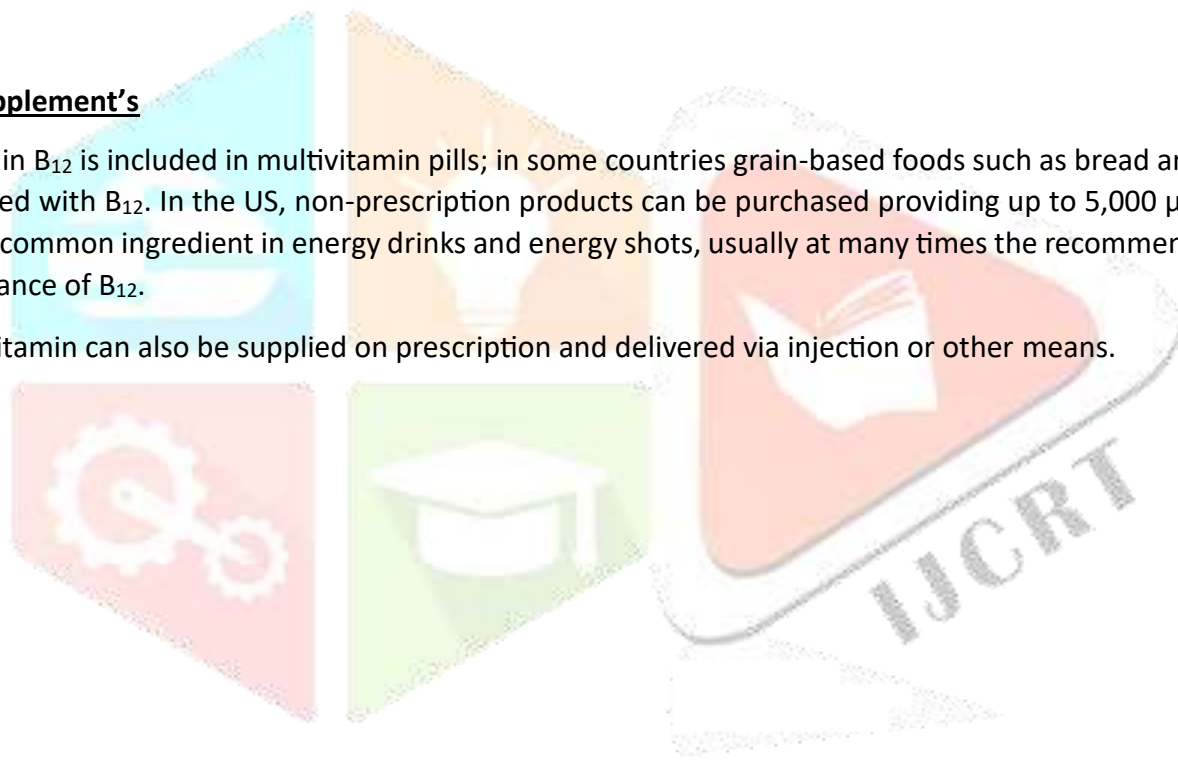 pplement’s
in B₁₂ is included in multivitamin pills; in some countries grain-based foods such as bread an
ed with B₁₂. In the US, non-prescription products can be purchased providing up to 5,000 µ
common ingredient in energy drinks and energy shots, usually at many times the recommen
ance of B₁₂.
itamin can also be supplied on prescription and delivered via injection or other means.
IJCRT